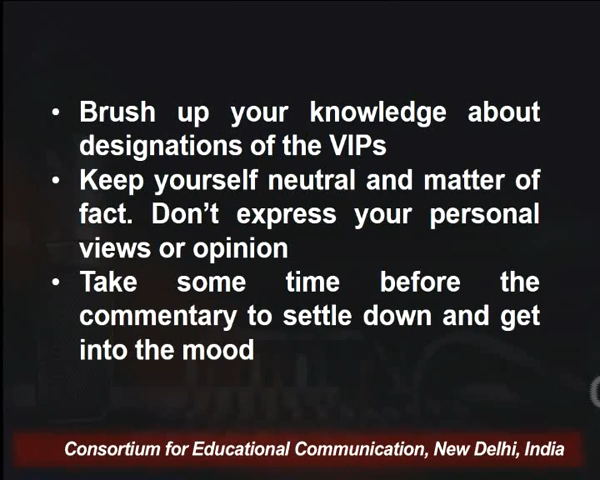 • Brush up your knowledge about
designations of the VIPs
• Keep yourself neutral and matter of
fact. Don't express your personal
views or opinion
• Take some time before the
commentary to settle down and get
into the mood
Consortium for Educational Communication, New Delhi, India